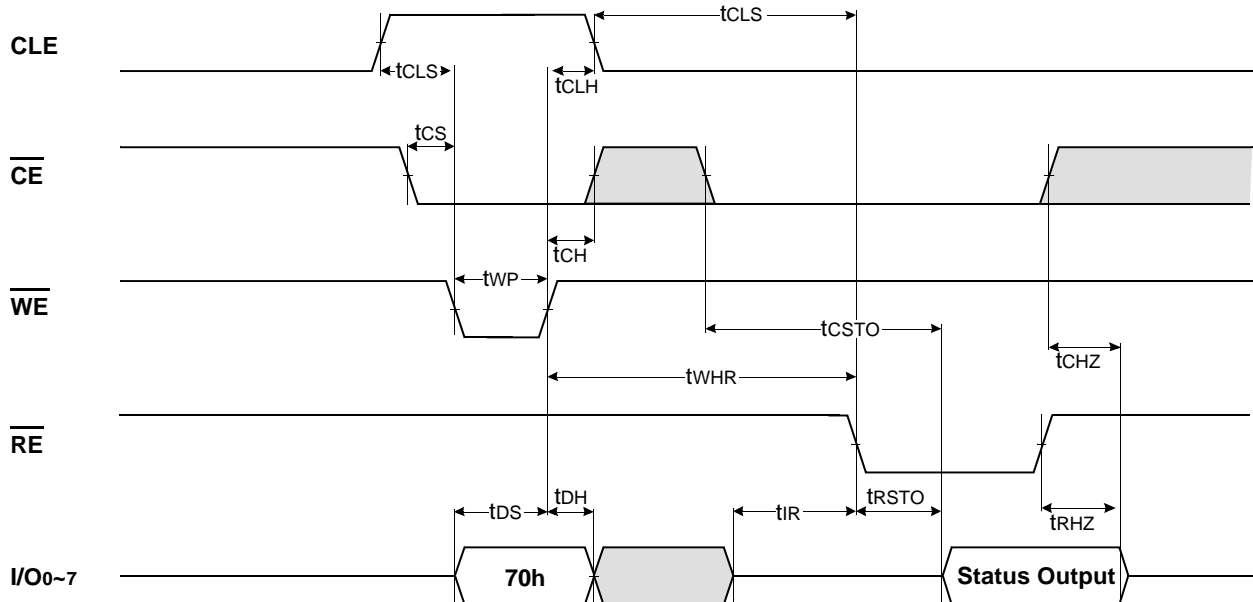 tCLS
CLE
tCLS
tCLH
tCS
CE
tCH
tWP
WE
tCSTO
tCHZ
tWHR
RE
tDH
tRSTO
tDS
tIR
tRHZ
I/O0~7
70h
Status Output